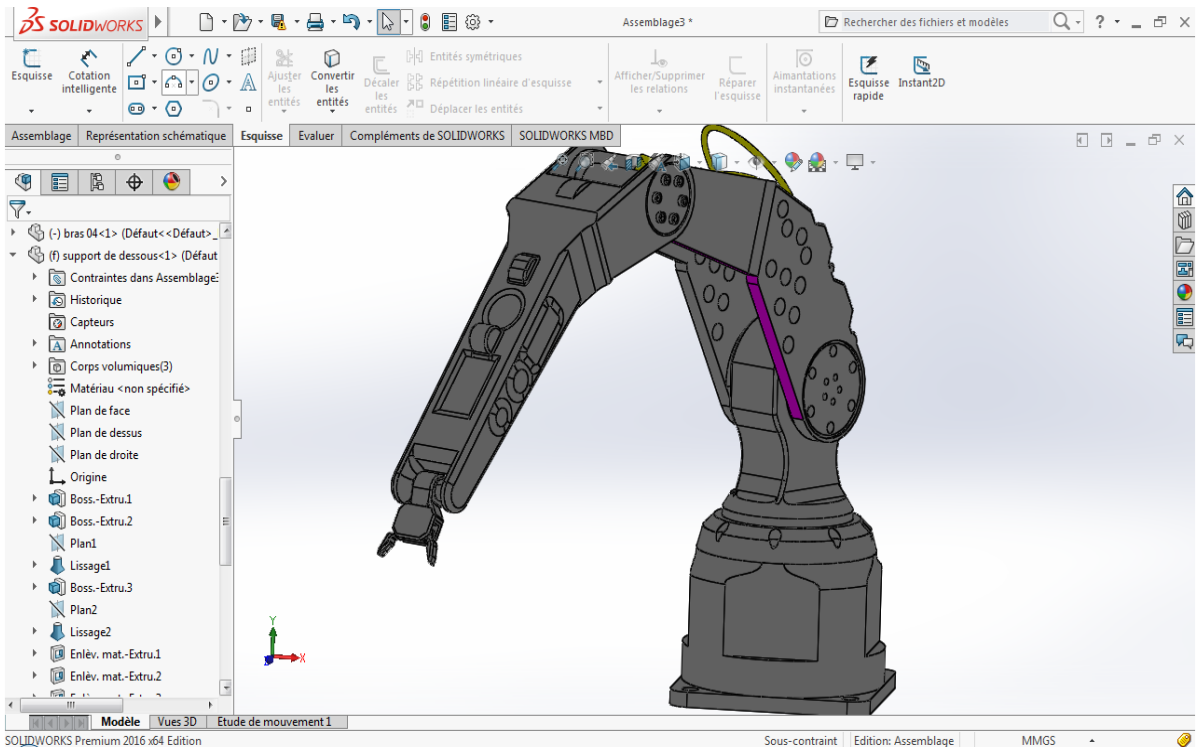 SOLIDWORKS
Assemblage3 *
Rechercher des fichiers et modèles
Esquisse
Cotation intelligente
Ajuster les entités
Convertir les entités
Décaler les entités
Entités symétriques
Répétition linéaire d'esquisse
Déplacer les entités
Afficher/Supprimer les relations
Réparer l'esquisse
Aimantations instantanées
Esquisse rapide
Instant2D
Assemblage
Représentation schématique
Esquisse
Evaluer
Compléments de SOLIDWORKS
SOLIDWORKS MBD
(-) bras 04<1> (Défaut<<Défaut>_
(f) support de dessous<1> (Défaut
Contraintes dans Assemblage3
Historique
Capteurs
Annotations
Corps volumiques(3)
Matériau <non spécifié>
Plan de face
Plan de dessus
Plan de droite
Origine
Boss.-Extru.1
Boss.-Extru.2
Plan1
Lissage1
Boss.-Extru.3
Plan2
Lissage2
Enlèv. mat.-Extru.1
Enlèv. mat.-Extru.2
Y
X
Modèle
Vues 3D
Etude de mouvement 1
SOLIDWORKS Premium 2016 x64 Edition
Sous-contraint
Edition: Assemblage
MMGS